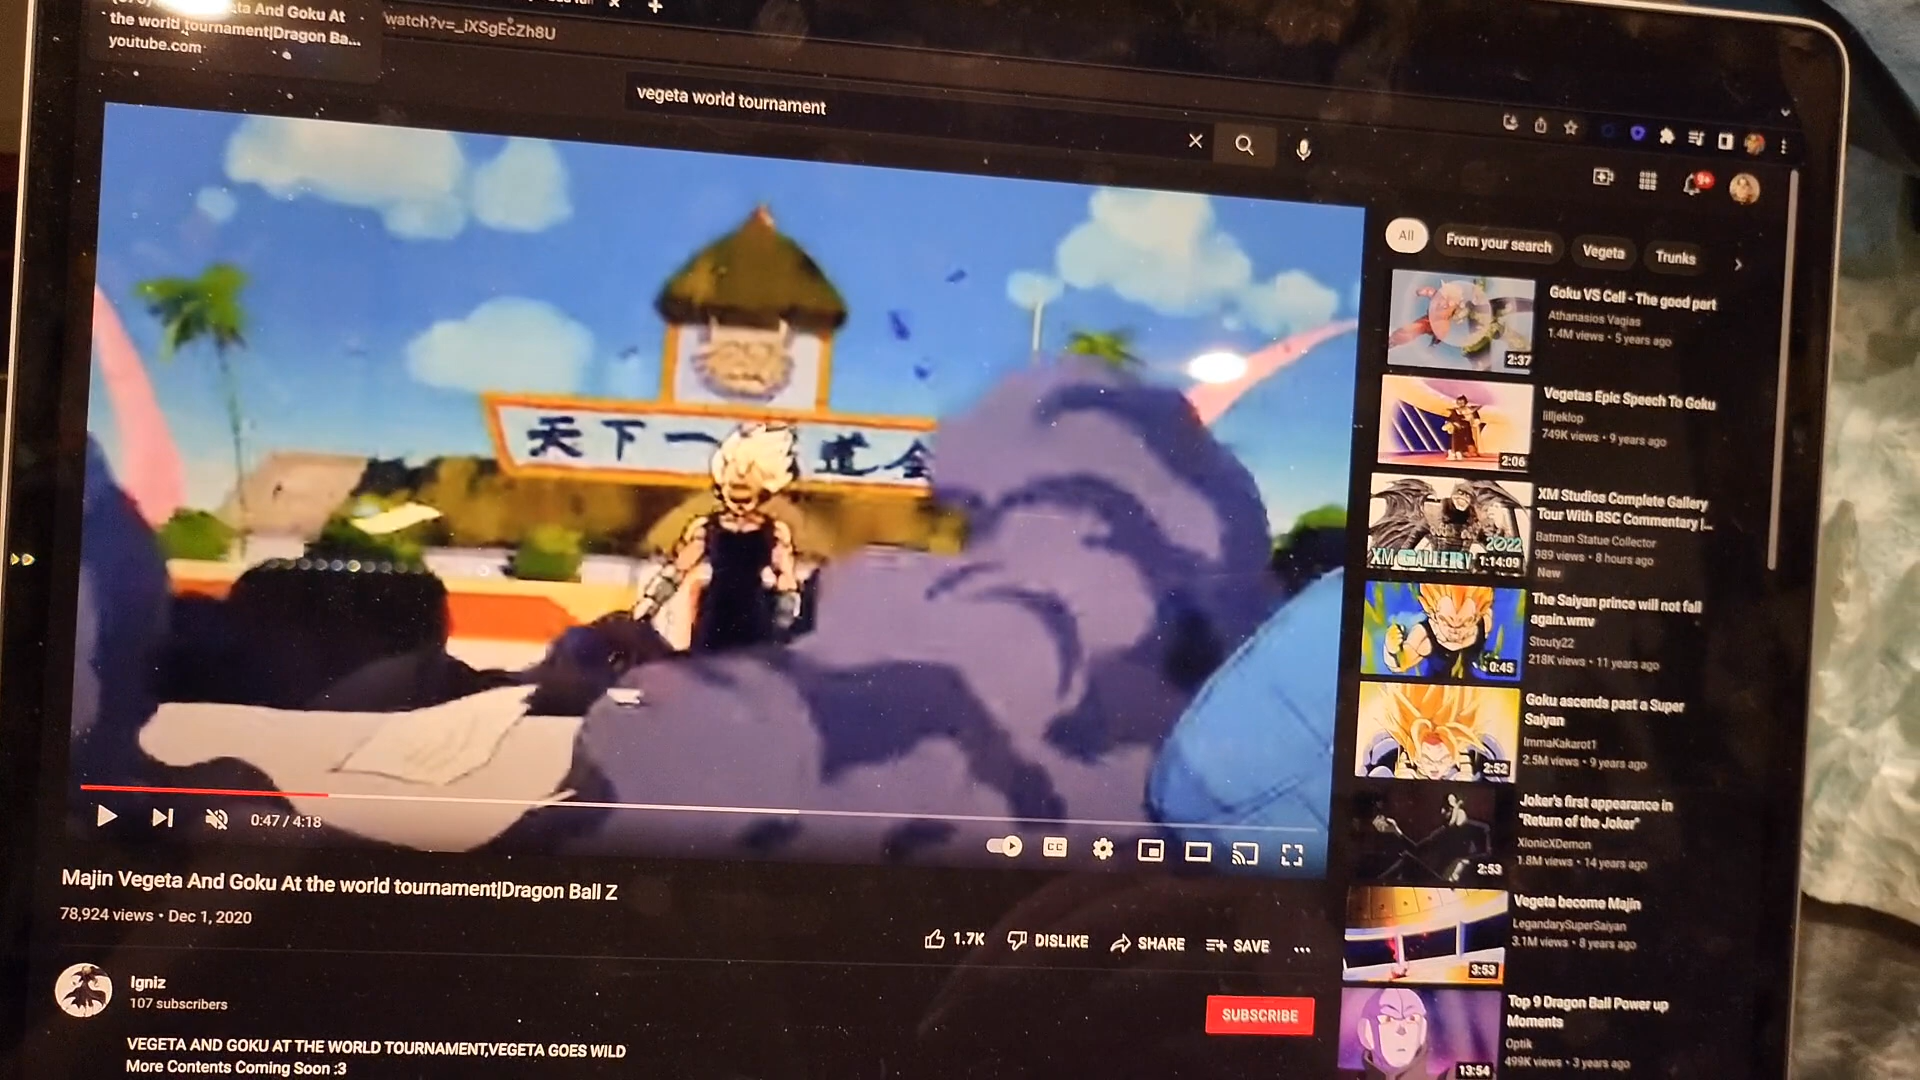 ta And Goku At
the world tournament|Dragon Ba...
youtube.com
watch?v=_iXSgEcZh8U
vegeta world tournament
9+
All
From your search
Vegeta
Trunks
天下一 道会
0:47 / 4:18
CC
Majin Vegeta And Goku At the world tournament|Dragon Ball Z
78,924 views • Dec 1, 2020
1.7K
DISLIKE
SHARE
SAVE
Igniz
107 subscribers
SUBSCRIBE
VEGETA AND GOKU AT THE WORLD TOURNAMENT,VEGETA GOES WILD
More Contents Coming Soon :3
Goku VS Cell - The good part
Athanasios Vagias
1.4M views • 5 years ago
2:37
Vegetas Epic Speech To Goku
lilljeklop
749K views • 9 years ago
2:06
XM Studios Complete Gallery
Tour With BSC Commentary |...
Batman Statue Collector
989 views • 8 hours ago
New
2022
XM GALLERY
1:14:09
The Saiyan prince will not fall
again.wmv
Stouty22
218K views • 11 years ago
0:45
Goku ascends past a Super
Saiyan
ImmaKakarot1
2.5M views • 9 years ago
2:52
Joker's first appearance in
"Return of the Joker"
XionicXDemon
1.8M views • 14 years ago
2:53
Vegeta become Majin
LegendarySuperSaiyan
3.1M views • 8 years ago
3:53
Top 9 Dragon Ball Power up
Moments
Optik
499K views • 3 years ago
13:54